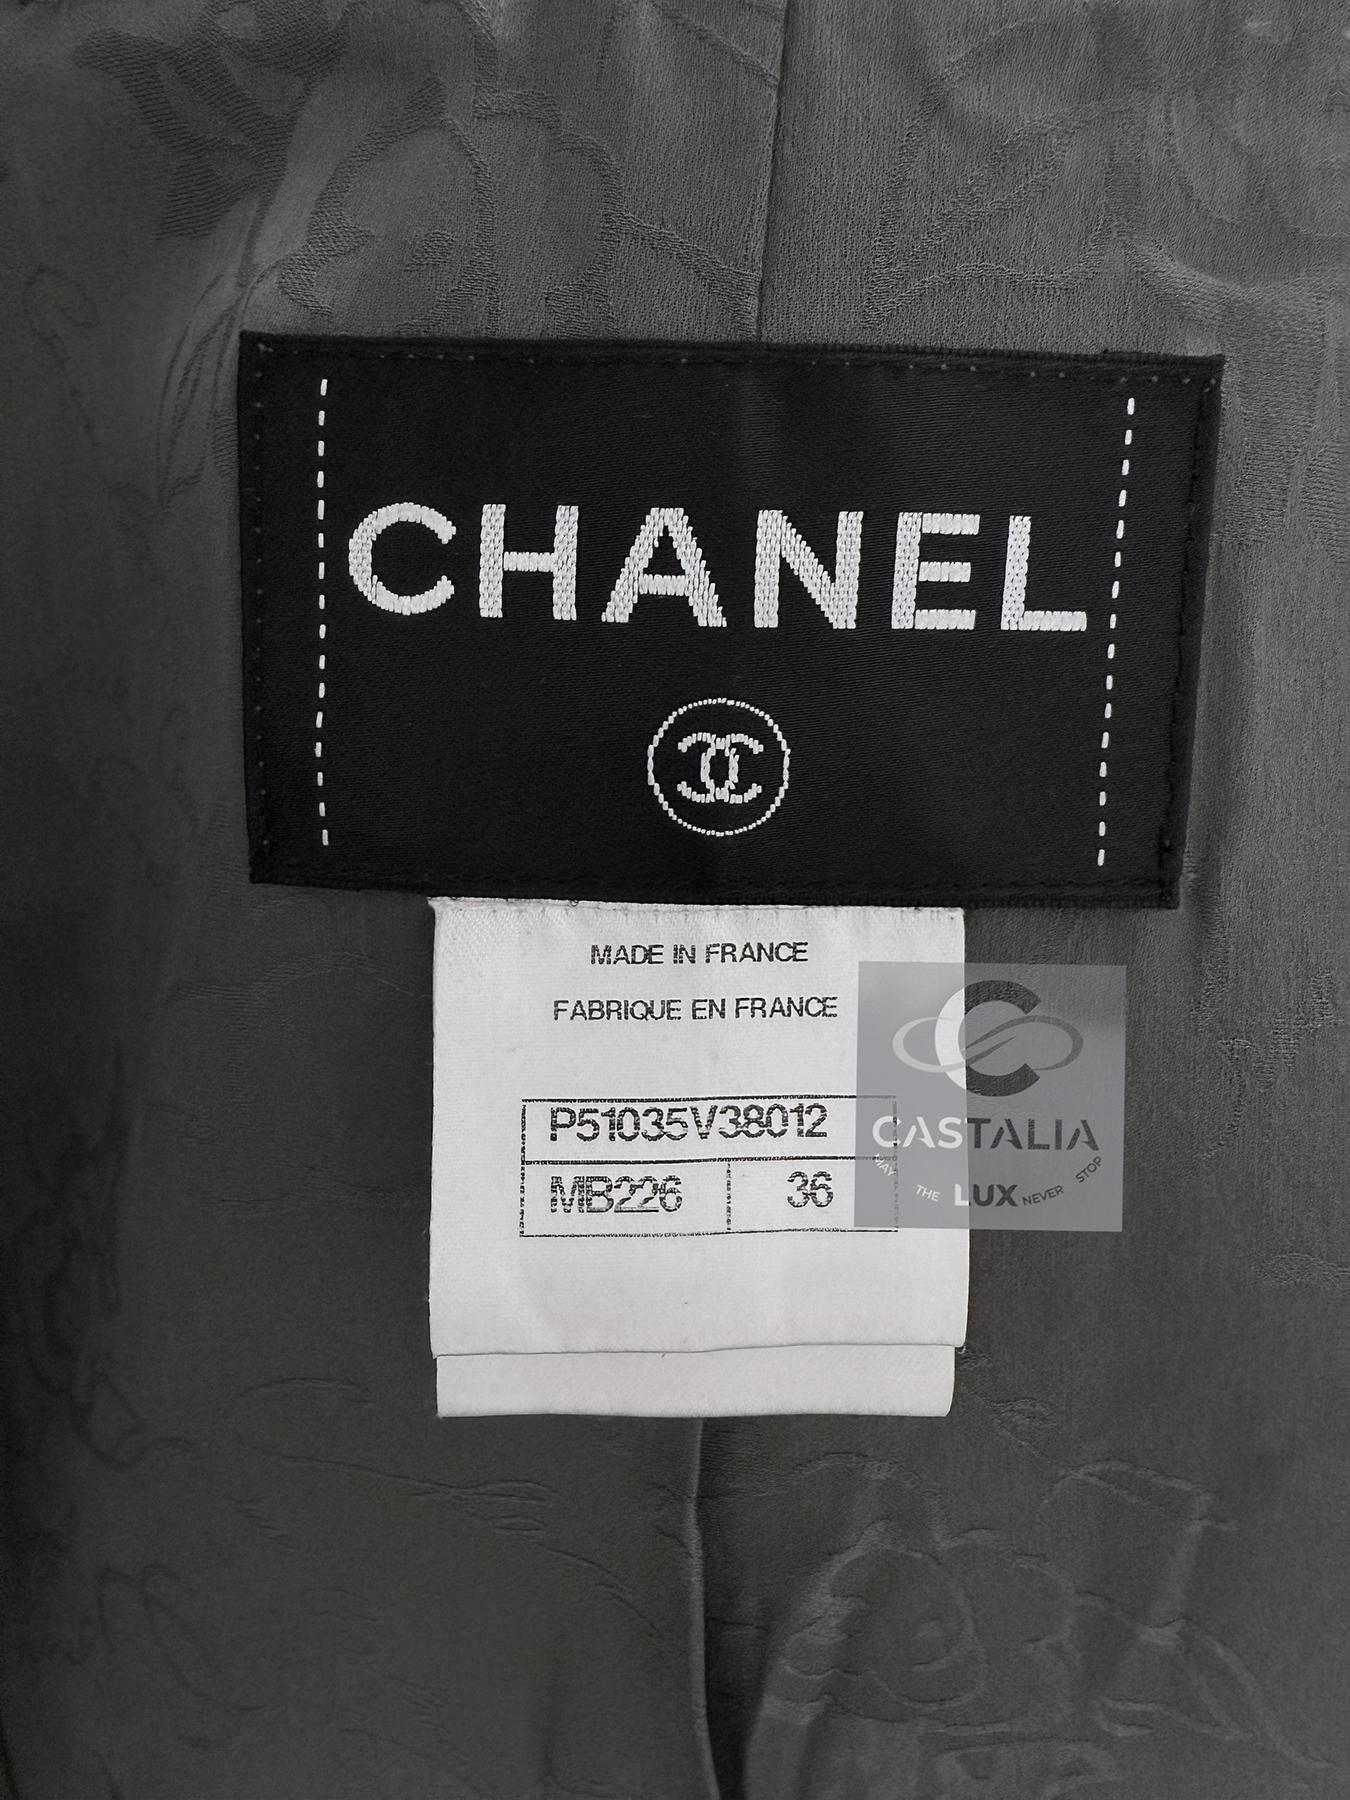 CHANEL
MADE IN FRANCE
FABRIQUE EN FRANCE
P51035V38012
MB226 36
CASTALIA
MAY THE LUX NEVER STOP